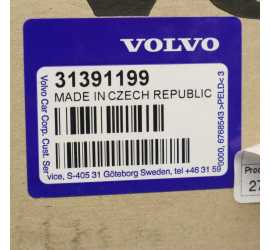 VOLVO
31391199
MADE IN CZECH REPUBLIC
Volvo Car Corp. Cust. Ser
vice, S-405 31 Göteborg Sweden, tel +46 31 59
0000, 6768543 >PELD< 3
Pro
27